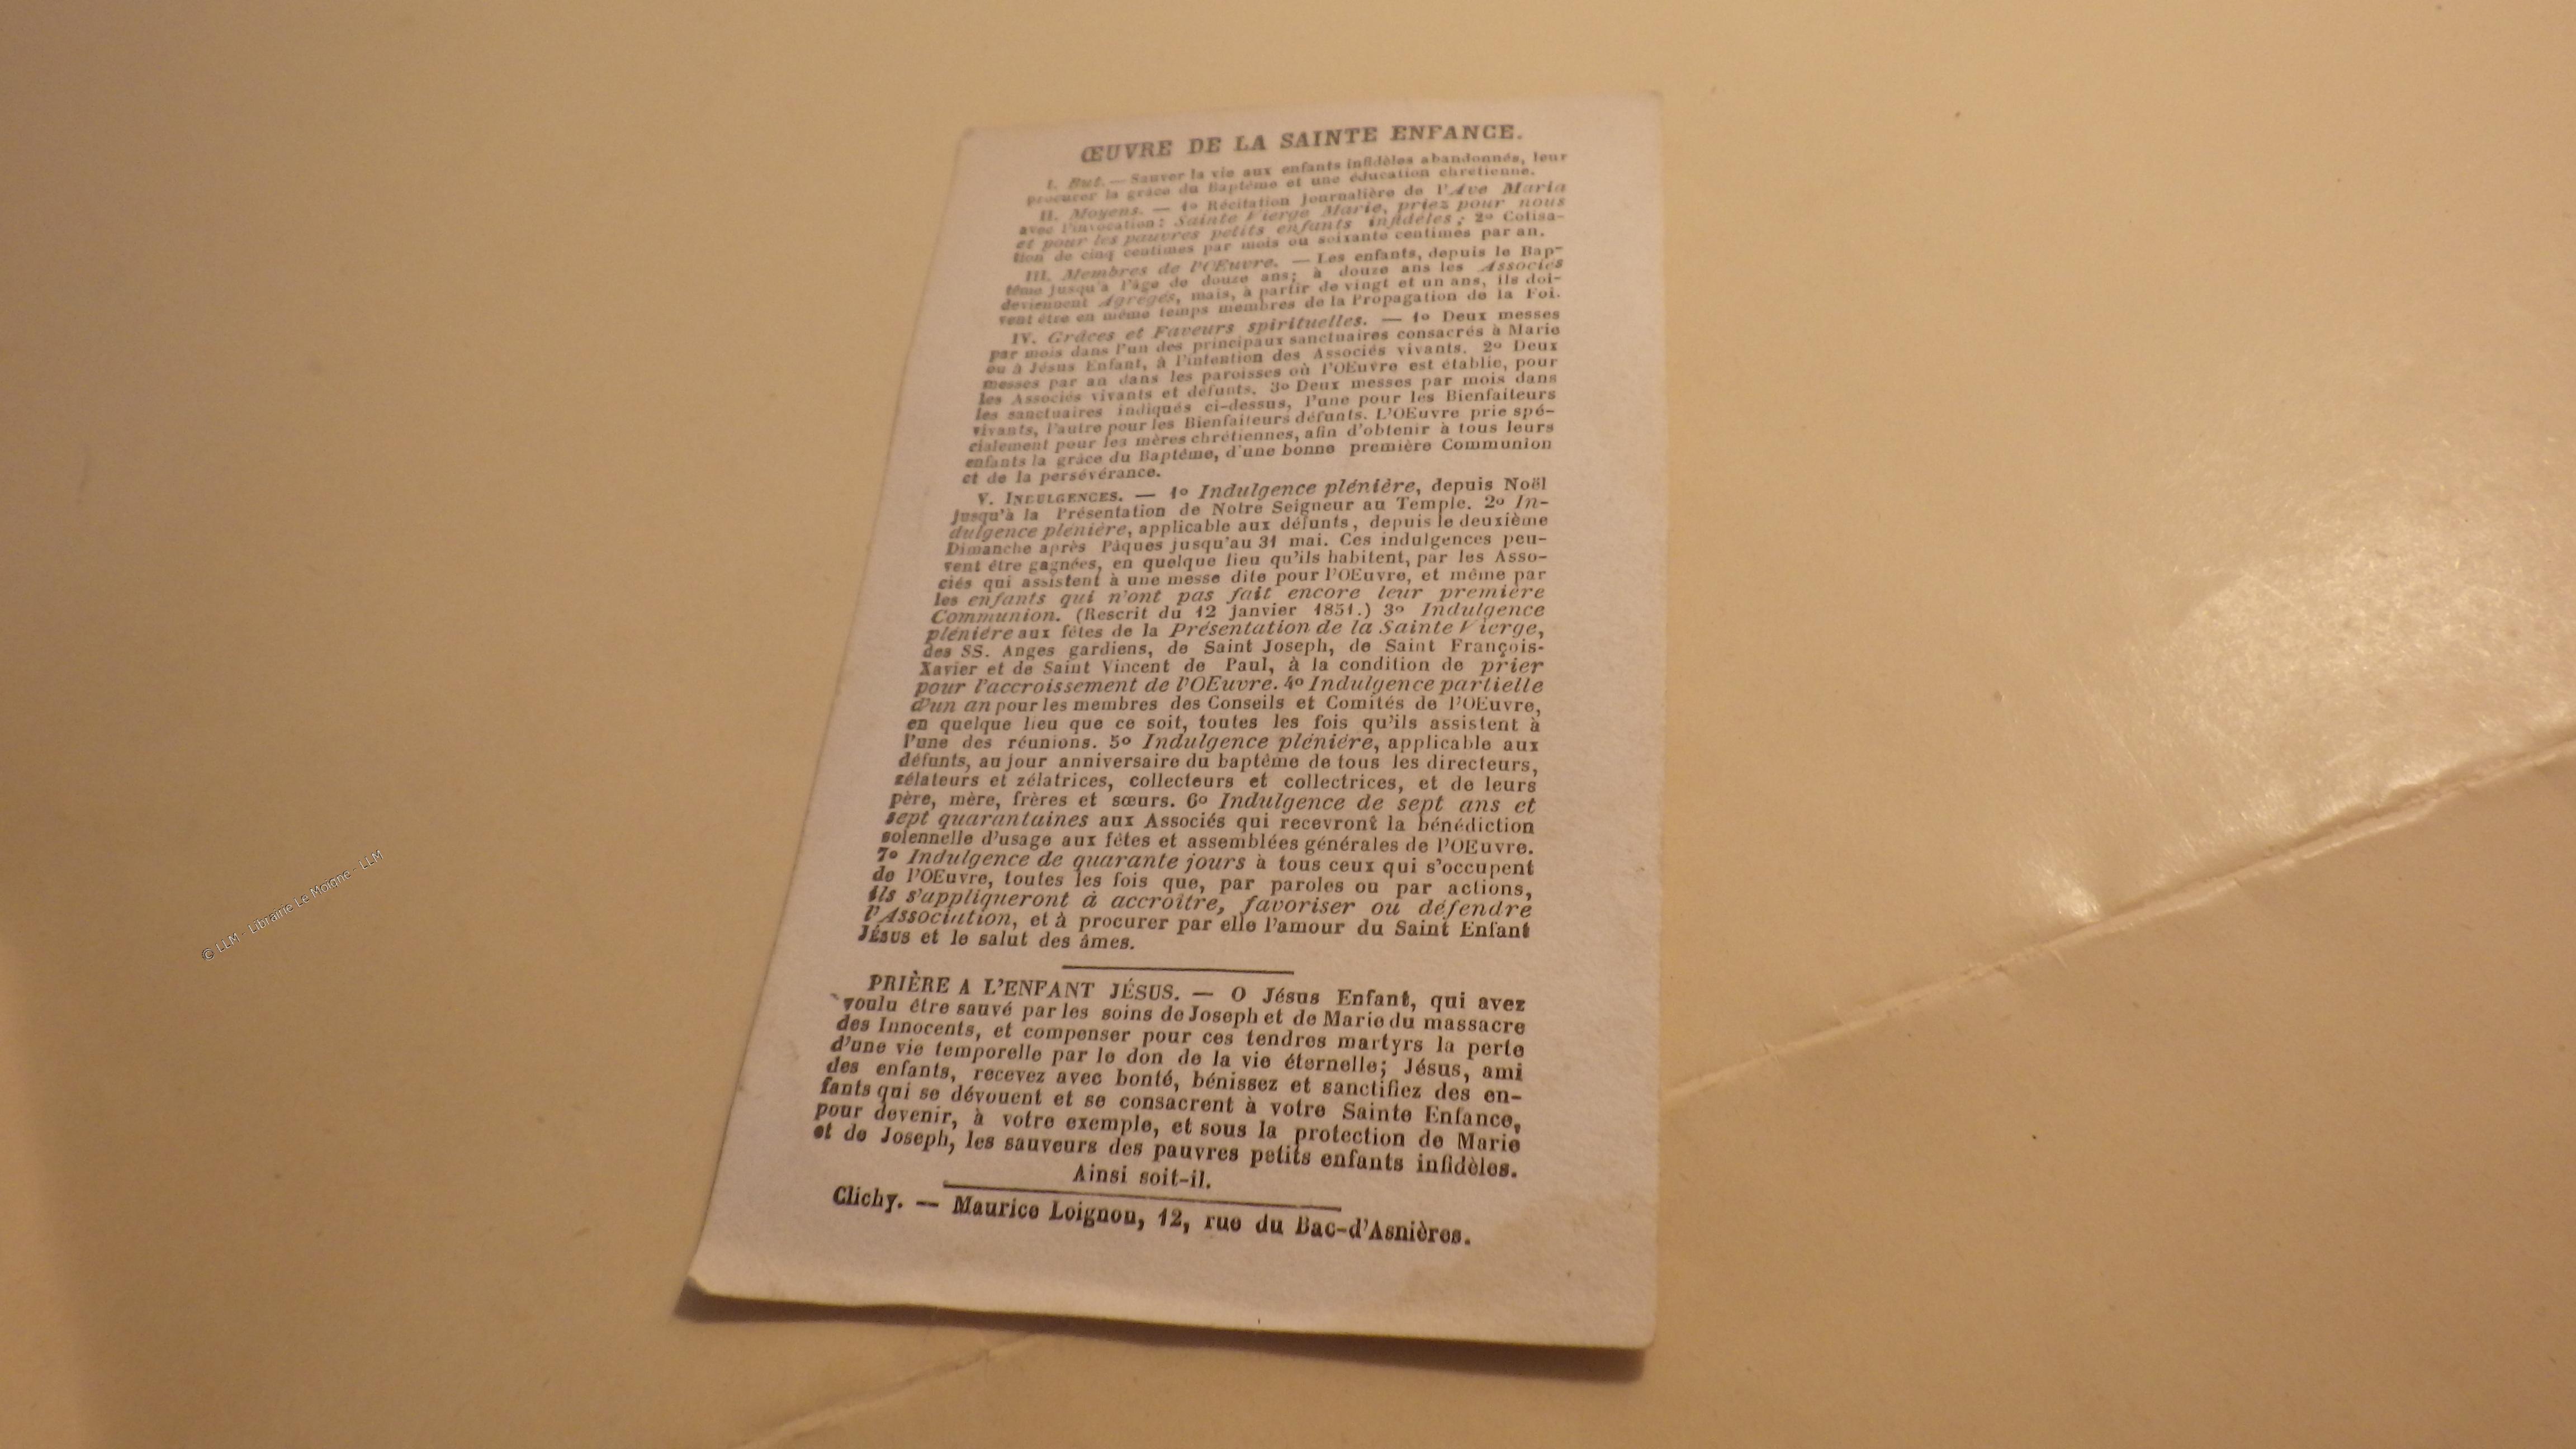 ŒUVRE DE LA SAINTE ENFANCE.
I. But. — Sauver la vie aux enfants infidèles abandonnés, leur
procurer la grâce du Baptême et une éducation chrétienne.
II. Moyens. — 1º Récitation journalière de l'Ave Maria
avec l'invocation: Sainte Vierge Marie, priez pour nous
et pour les pauvres petits enfants infidèles; 2º Cotisa-
tion de cinq centimes par mois ou soixante centimes par an.
III. Membres de l'OEuvre. — Les enfants, depuis le Bap-
tême jusqu'à l'âge de douze ans; à douze ans les Associés
deviennent Agrégés, mais, à partir de vingt et un ans, ils doi-
vent être en même temps membres de la Propagation de la Foi.
IV. Grâces et Faveurs spirituelles. — 1º Deux messes
par mois dans l'un des principaux sanctuaires consacrés à Marie
ou à Jésus Enfant, à l'intention des Associés vivants. 2º Deux
messes par an dans les paroisses où l'OEuvre est établie, pour
les Associés vivants et défunts. 3º Deux messes par mois dans
les sanctuaires indiqués ci-dessus, l'une pour les Bienfaiteurs
vivants, l'autre pour les Bienfaiteurs défunts. L'OEuvre prie spé-
cialement pour les mères chrétiennes, afin d'obtenir à tous leurs
enfants la grâce du Baptême, d'une bonne première Communion
et de la persévérance.
V. INDULGENCES. — 1º Indulgence plénière, depuis Noël
jusqu'à la Présentation de Notre Seigneur au Temple. 2º In-
dulgence plénière, applicable aux défunts, depuis le deuxième
Dimanche après Pâques jusqu'au 31 mai. Ces indulgences peu-
vent être gagnées, en quelque lieu qu'ils habitent, par les Asso-
ciés qui assistent à une messe dite pour l'OEuvre, et même par
les enfants qui n'ont pas fait encore leur première
Communion. (Rescrit du 12 janvier 1851.) 3º Indulgence
plénière aux fêtes de la Présentation de la Sainte Vierge,
des SS. Anges gardiens, de Saint Joseph, de Saint François-
Xavier et de Saint Vincent de Paul, à la condition de prier
pour l'accroissement de l'OEuvre. 4º Indulgence partielle
d'un an pour les membres des Conseils et Comités de l'OEuvre,
en quelque lieu que ce soit, toutes les fois qu'ils assistent à
l'une des réunions. 5º Indulgence plénière, applicable aux
défunts, au jour anniversaire du baptême de tous les directeurs,
zélateurs et zélatrices, collecteurs et collectrices, et de leurs
père, mère, frères et sœurs. 6º Indulgence de sept ans et
sept quarantaines aux Associés qui recevront la bénédiction
solennelle d'usage aux fêtes et assemblées générales de l'OEuvre.
7º Indulgence de quarante jours à tous ceux qui s'occupent
de l'OEuvre, toutes les fois que, par paroles ou par actions,
ils s'appliqueront à accroître, favoriser ou défendre
l'Association, et à procurer par elle l'amour du Saint Enfant
JÉSUS et le salut des âmes.
PRIÈRE A L'ENFANT JÉSUS. — O Jésus Enfant, qui avez
voulu être sauvé par les soins de Joseph et de Marie du massacre
des Innocents, et compenser pour ces tendres martyrs la perte
d'une vie temporelle par le don de la vie éternelle; Jésus, ami
des enfants, recevez avec bonté, bénissez et sanctifiez des en-
fants qui se dévouent et se consacrent à votre Sainte Enfance,
pour devenir, à votre exemple, et sous la protection de Marie
et de Joseph, les sauveurs des pauvres petits enfants infidèles.
Ainsi soit-il.
Clichy. — Maurice Loignon, 12, rue du Bac-d'Asnières.
© LLM - Librairie Le Moigne - LLM